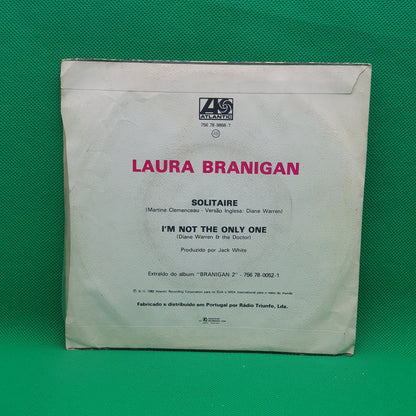 ATLANTIC
756 78-9868-7
LAURA BRANIGAN
SOLITAIRE
(Martine Clemenceau - Versão Inglesa: Diane Warren)
I'M NOT THE ONLY ONE
(Diane Warren & the Doctor)
Produzido por Jack White
Extraído do album "BRANIGAN 2" - 756 78-0052-1
Fabricado e distribuído em Portugal por Rádio Triunfo, Lda.